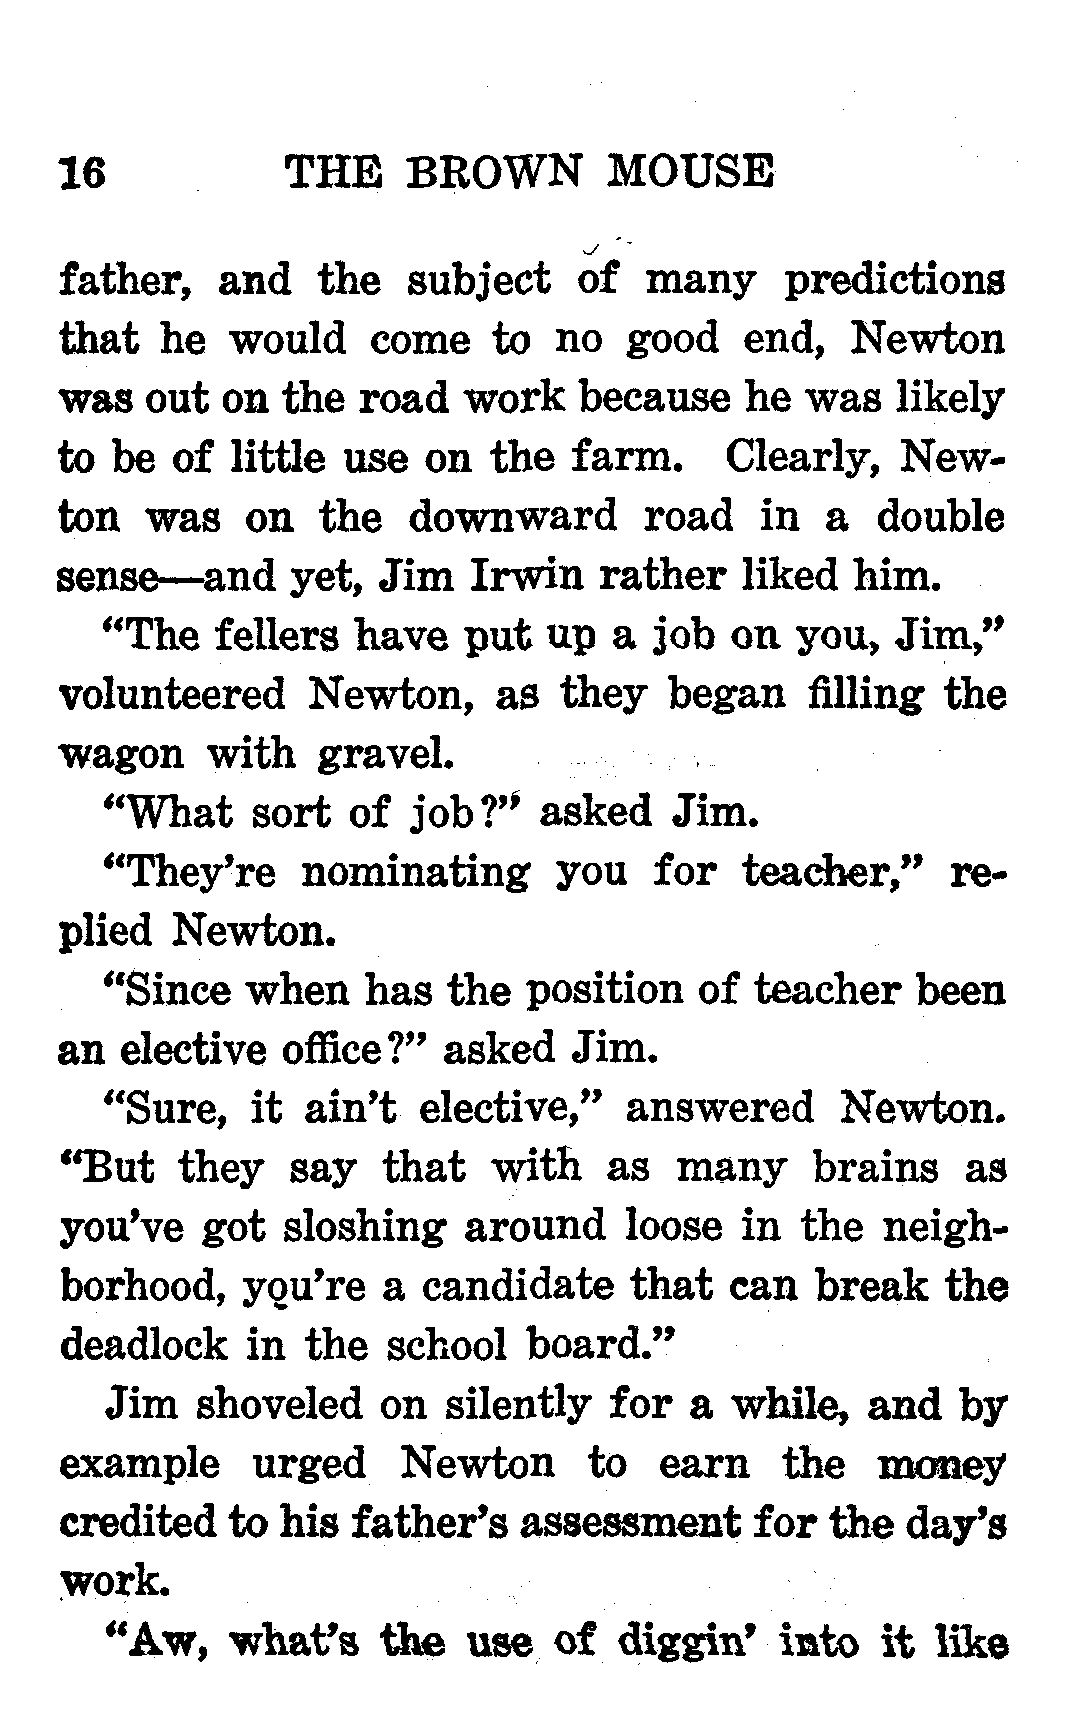 16 THE BROWN MOUSE
father, and the subject of many predictions
that he would come to no good end, Newton
was out on the road work because he was likely
to be of little use on the farm. Clearly, New-
ton was on the downward road in a double
sense—and yet, Jim Irwin rather liked him.
“The fellers have put up a job on you, Jim,”
volunteered Newton, as they began filling the
wagon with gravel.
“What sort of job?” asked Jim.
“They’re nominating you for teacher,” re-
plied Newton.
“Since when has the position of teacher been
an elective office?” asked Jim.
“Sure, it ain’t elective,” answered Newton.
“But they say that with as many brains as
you’ve got sloshing around loose in the neigh-
borhood, you’re a candidate that can break the
deadlock in the school board.”
Jim shoveled on silently for a while, and by
example urged Newton to earn the money
credited to his father’s assessment for the day’s
work.
“Aw, what’s the use of diggin’ into it like